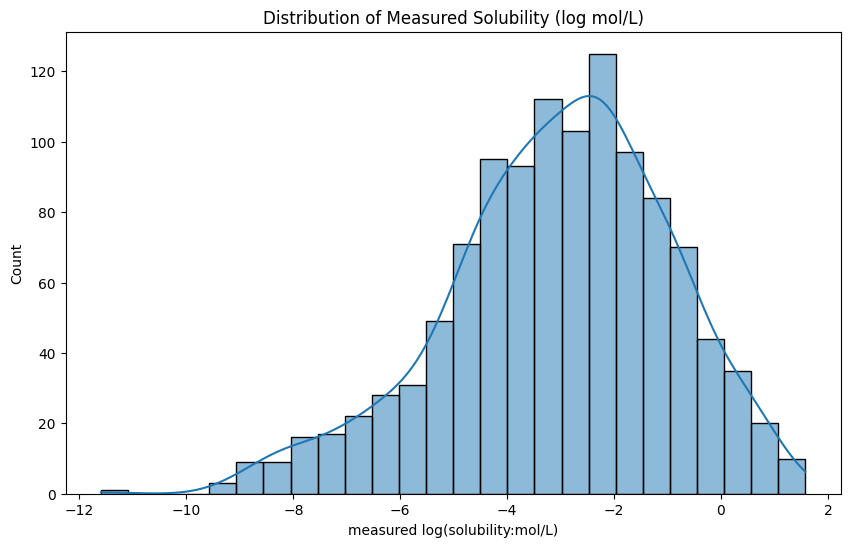 Distribution of Measured Solubility (log mol/L)
120
100
80
60
40
20
0
Count
−12 −10 −8 −6 −4 −2 0 2
measured log(solubility:mol/L)